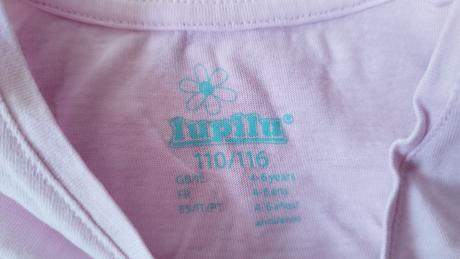 lupilu®
110/116
GB/IE 4-6 years
FR 4-6 ans
ES/IT/PT 4-6 años/
anni/anos